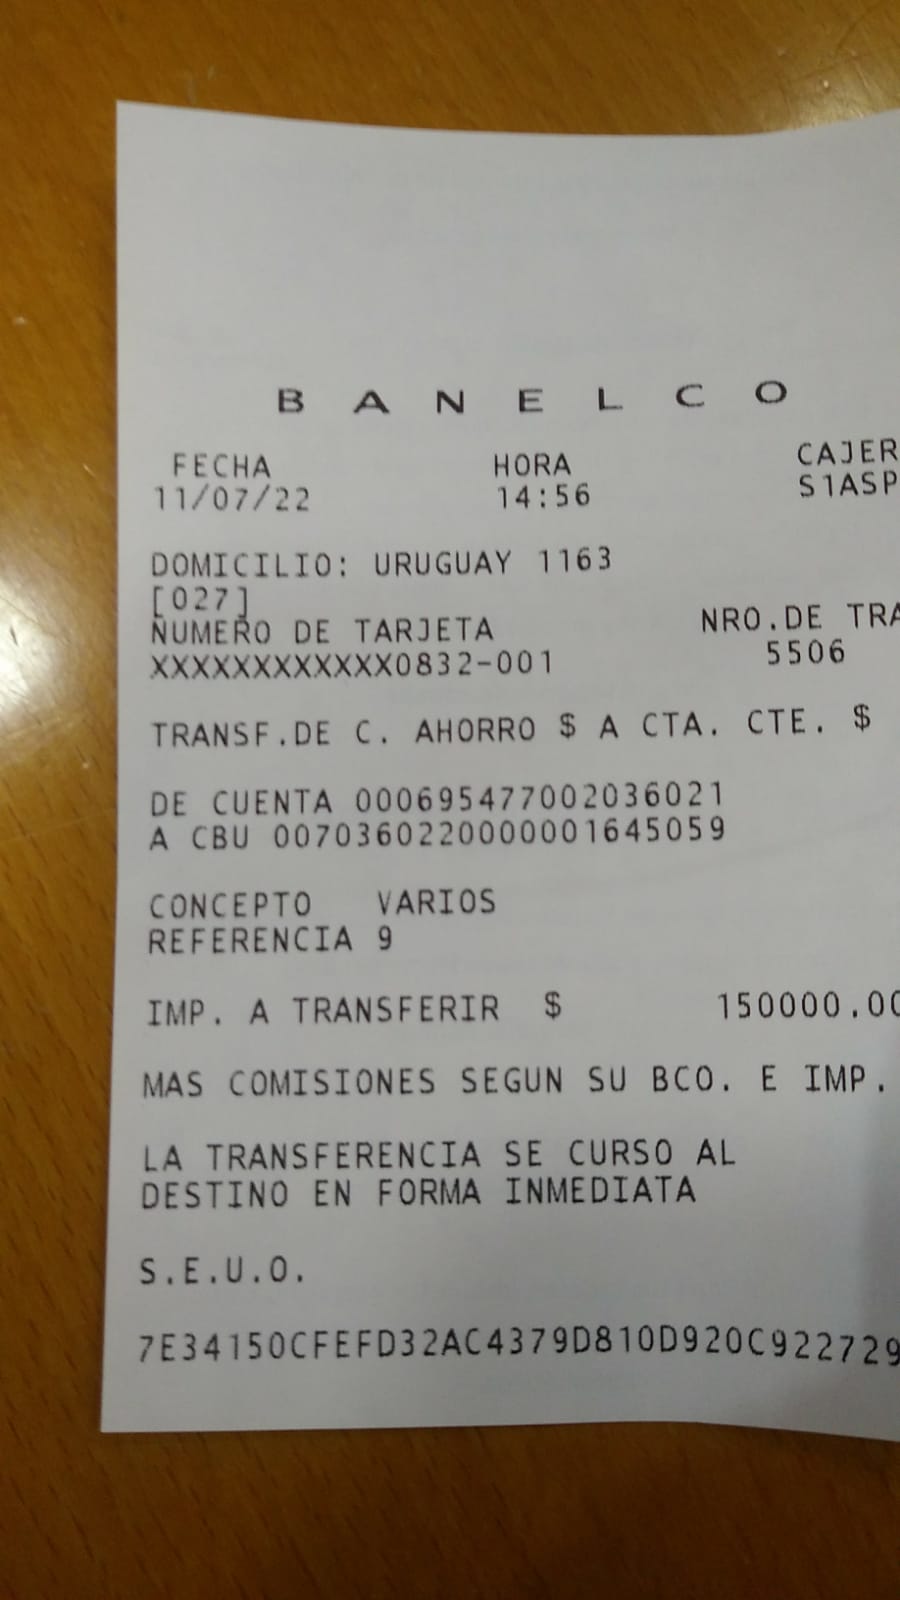 BANELCO
FECHA HORA CAJER
11/07/22 14:56 S1ASP
DOMICILIO: URUGUAY 1163
[027]
NUMERO DE TARJETA NRO.DE TRA
XXXXXXXXXXXX0832-001 5506
TRANSF.DE C. AHORRO $ A CTA. CTE. $
DE CUENTA 000695477002036021
A CBU 0070360220000001645059
CONCEPTO VARIOS
REFERENCIA 9
IMP. A TRANSFERIR $ 150000.00
MAS COMISIONES SEGUN SU BCO. E IMP.
LA TRANSFERENCIA SE CURSO AL
DESTINO EN FORMA INMEDIATA
S.E.U.O.
7E34150CFEFD32AC4379D810D920C922729